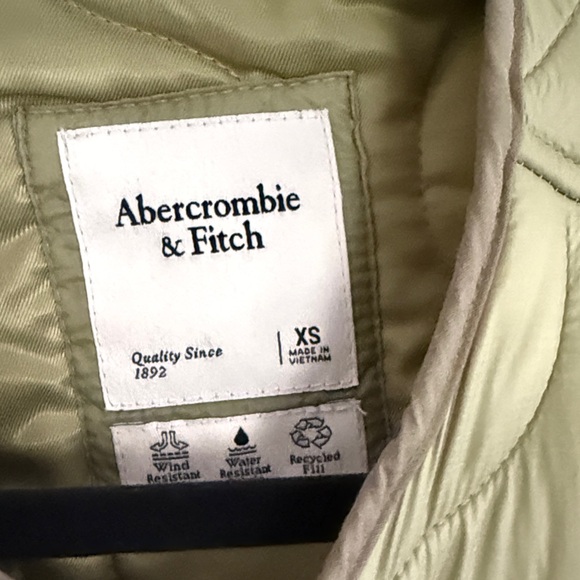 Abercrombie
& Fitch
Quality Since
1892
XS
MADE IN
VIETNAM
Wind
Resistant
Water
Resistant
Recycled
Fill